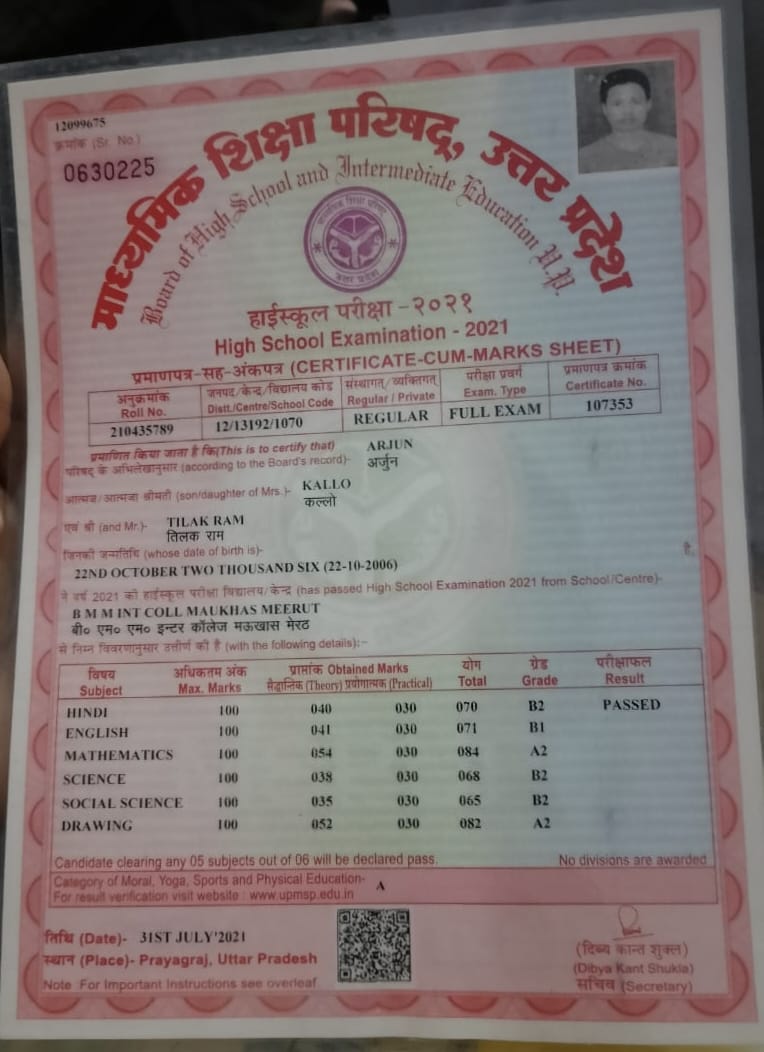 12099675
क्रमांक (Sr. No.)
0630225
माध्यमिक शिक्षा परिषद्, उत्तर प्रदेश
Board of High School and Intermediate Education U.P.
माध्यमिक शिक्षा परिषद्
उत्तर प्रदेश
हाईस्कूल परीक्षा - २०२१
High School Examination - 2021
प्रमाणपत्र-सह-अंकपत्र (CERTIFICATE-CUM-MARKS SHEET)
अनुक्रमांक जनपद/केन्द्र/विद्यालय कोड संस्थागत/व्यक्तिगत परीक्षा प्रवर्ग प्रमाणपत्र क्रमांक
Roll No. Distt./Centre/School Code Regular / Private Exam. Type Certificate No.
210435789 12/13192/1070 REGULAR FULL EXAM 107353
प्रमाणित किया जाता है कि(This is to certify that) ARJUN
परिषद के अभिलेखानुसार (according to the Board's record)- अर्जुन
आत्मज/आत्मजा श्रीमती (son/daughter of Mrs.)- KALLO
कल्लो
एवं श्री (and Mr.)- TILAK RAM
तिलक राम
जिनकी जन्मतिथि (whose date of birth is)- है,
22ND OCTOBER TWO THOUSAND SIX (22-10-2006)
ने वर्ष 2021 की हाईस्कूल परीक्षा विद्यालय/केन्द्र (has passed High School Examination 2021 from School/Centre)-
B M M INT COLL MAUKHAS MEERUT
बी० एम० एम० इन्टर कॉलेज मऊखास मेरठ
से निम्न विवरणानुसार उत्तीर्ण की है (with the following details):-
विषय अधिकतम अंक प्राप्तांक Obtained Marks योग ग्रेड परीक्षाफल
Subject Max. Marks सैद्धान्तिक (Theory) प्रयोगात्मक (Practical) Total Grade Result
HINDI 100 040 030 070 B2 PASSED
ENGLISH 100 041 030 071 B1
MATHEMATICS 100 054 030 084 A2
SCIENCE 100 038 030 068 B2
SOCIAL SCIENCE 100 035 030 065 B2
DRAWING 100 052 030 082 A2
Candidate clearing any 05 subjects out of 06 will be declared pass. No divisions are awarded
Category of Moral, Yoga, Sports and Physical Education- A
For result verification visit website : www.upmsp.edu.in
तिथि (Date)- 31ST JULY'2021
स्थान (Place)- Prayagraj, Uttar Pradesh
Note :For Important Instructions see overleaf
(दिव्य कान्त शुक्ल)
(Dibya Kant Shukla)
सचिव (Secretary)